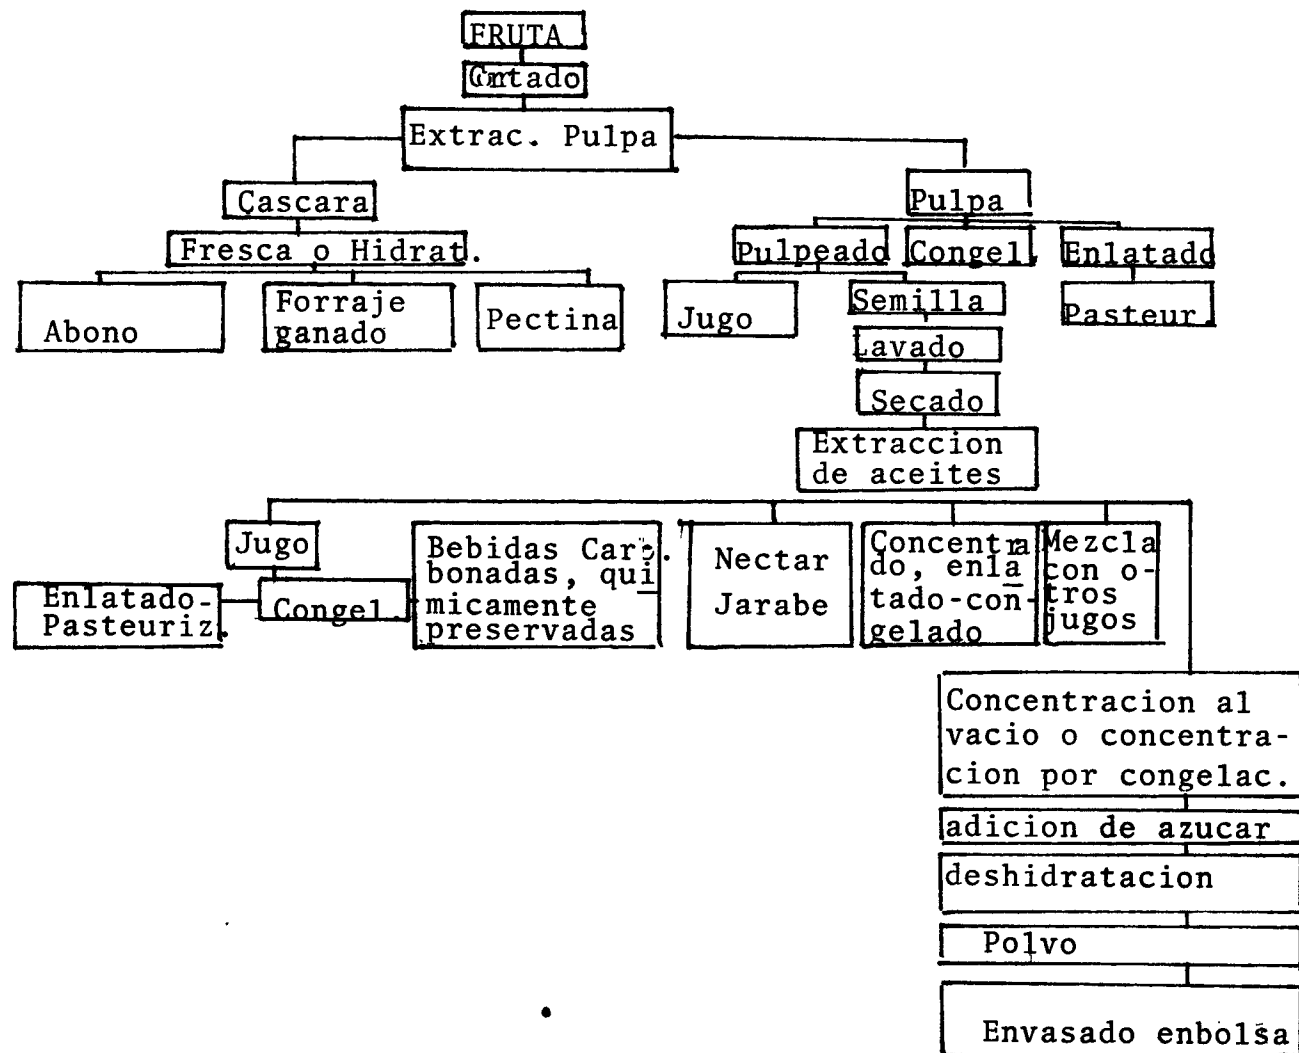 FRUTA
Extrac. Pulpa
Cascara
Pulpa
Fresca o Hidrat.
Pulpeado
Congel.
Enlatado
Abono
Forraje
ganado
Pectina
Jugo
Semilla
Pasteur.
Lavado
Secado
Extraccion
de aceites
Jugo
Enlatado-
Pasteuriz.
Congel.
Bebidas Car-
bonadas, qui
micamente
preservadas
Nectar
Jarabe
Concentra
do, enla
tado-con-
gelado
Mezcla
con o-
tros
jugos
Concentracion al
vacio o concentra-
cion por congelac.
adicion de azucar
deshidratacion
Polvo
Envasado enbolsa